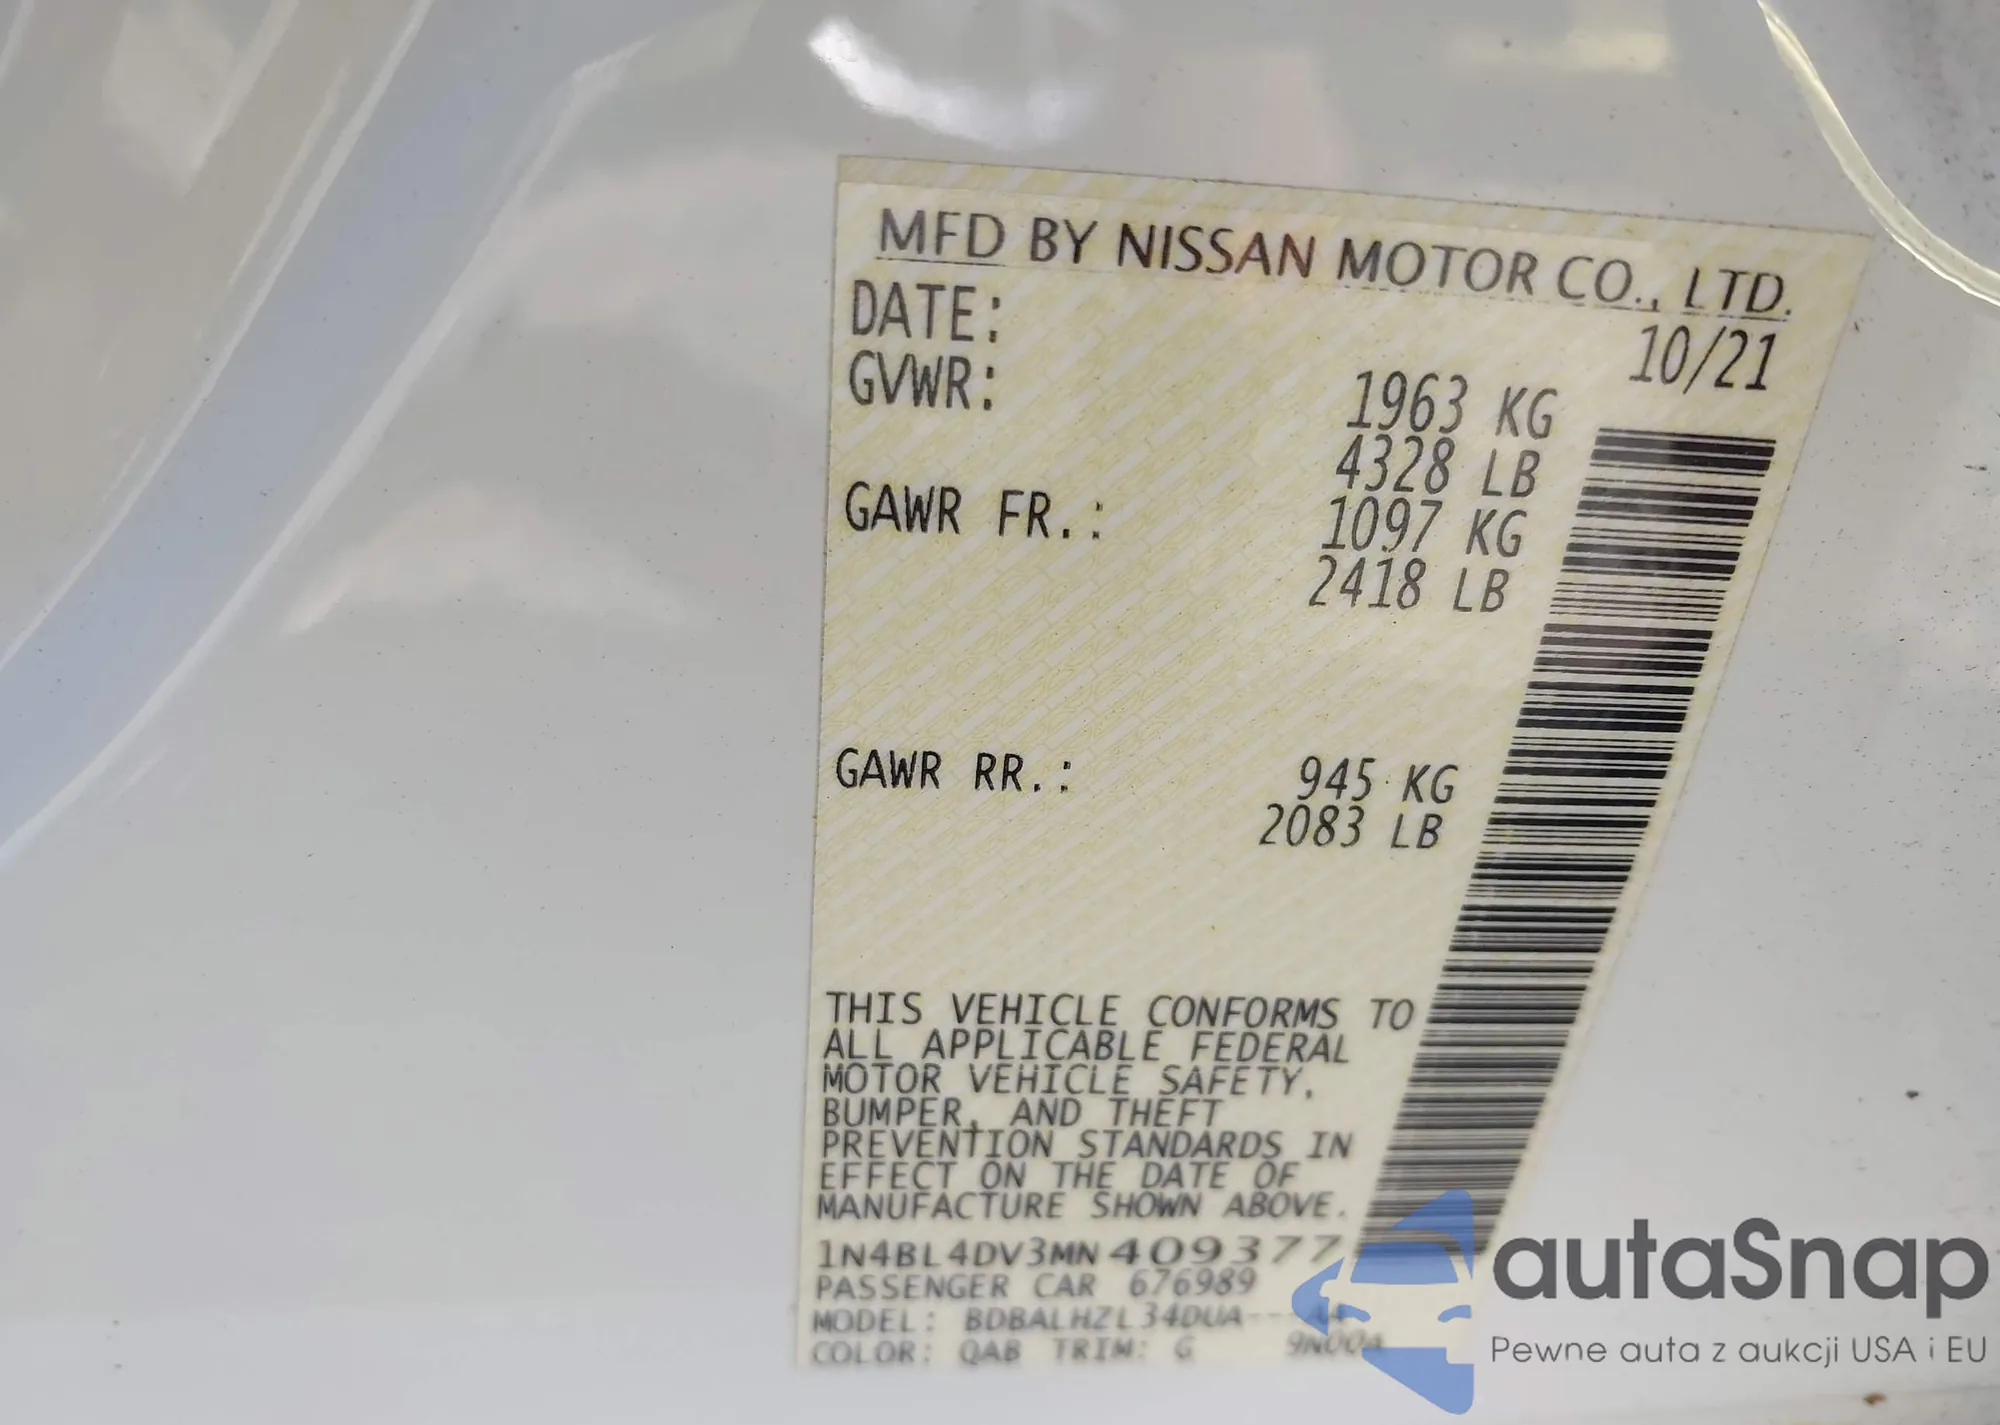 MFD BY NISSAN MOTOR CO., LTD.
DATE: 10/21
GVWR: 1963 KG
4328 LB
GAWR FR.: 1097 KG
2418 LB
GAWR RR.: 945 KG
2083 LB
THIS VEHICLE CONFORMS TO
ALL APPLICABLE FEDERAL
MOTOR VEHICLE SAFETY,
BUMPER, AND THEFT
PREVENTION STANDARDS IN
EFFECT ON THE DATE OF
MANUFACTURE SHOWN ABOVE.
1N4BL4DV3MN409377
PASSENGER CAR 676989
MODEL: BDBALHZL34DUA---
COLOR: QAB TRIM: G 9N00A
autaSnap
Pewne auta z aukcji USA i EU